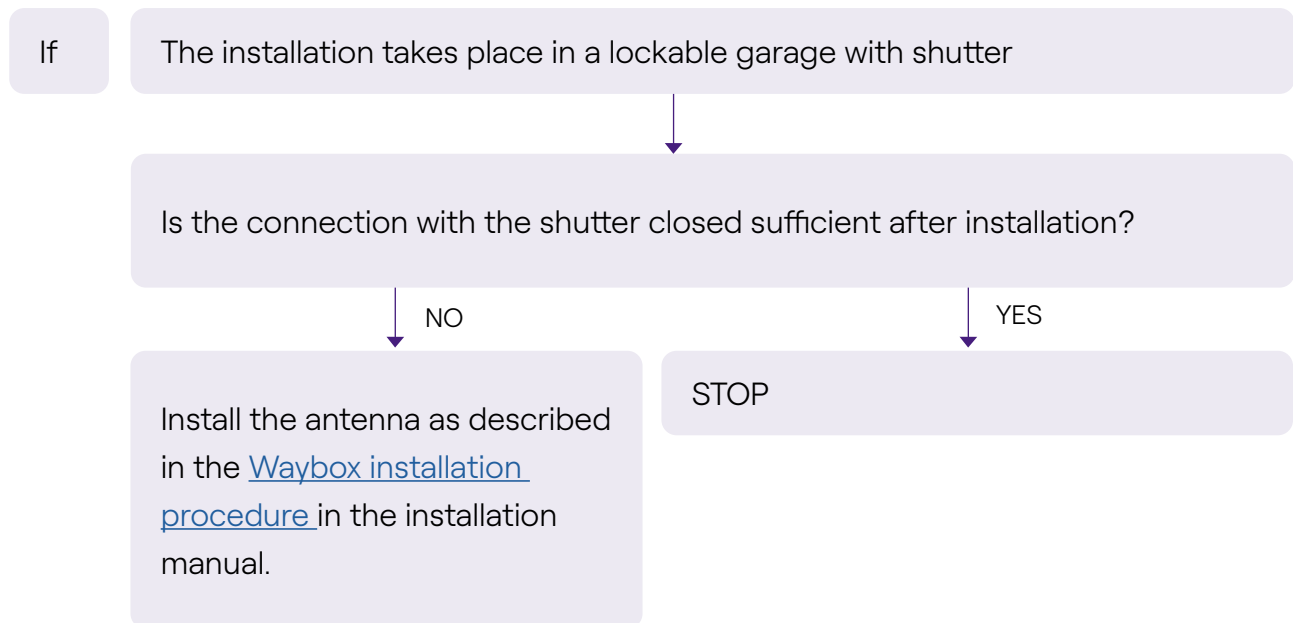 If
The installation takes place in a lockable garage with shutter
Is the connection with the shutter closed sufficient after installation?
NO
YES
Install the antenna as described
in the Waybox installation
procedure in the installation
manual.
STOP